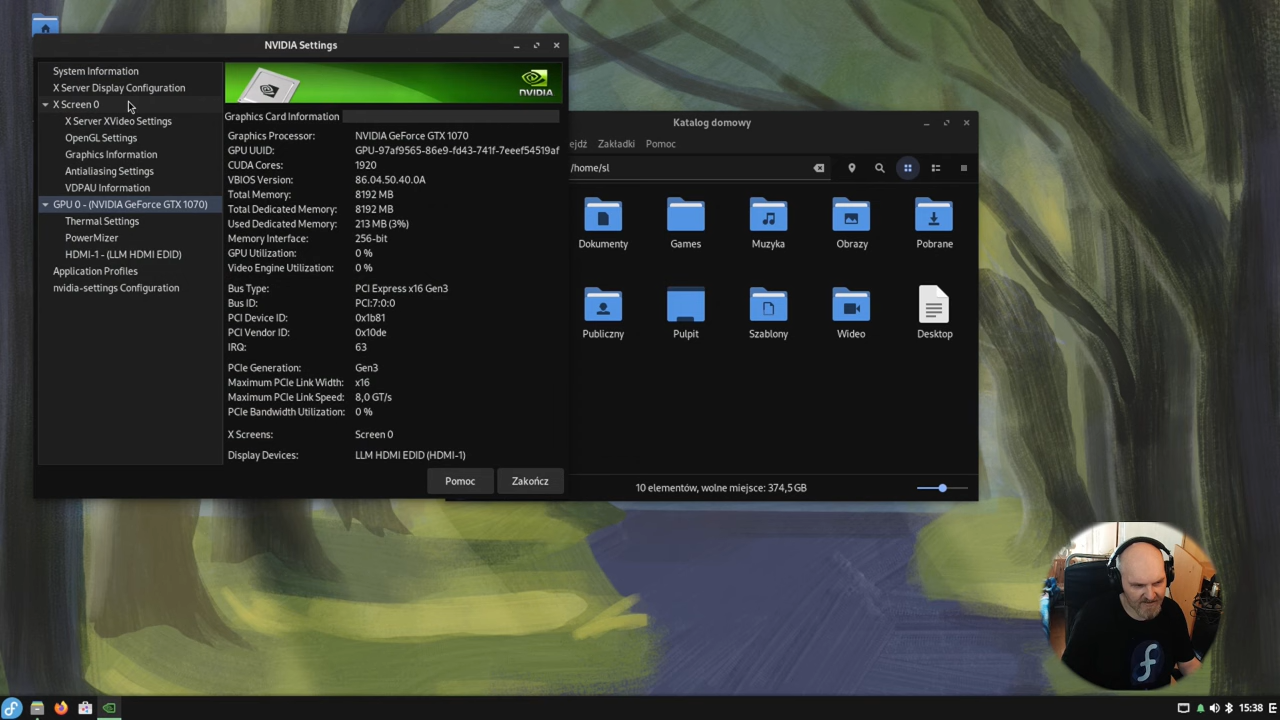 NVIDIA Settings
System Information
X Server Display Configuration
X Screen 0
X Server XVideo Settings
OpenGL Settings
Graphics Information
Antialiasing Settings
VDPAU Information
GPU 0 - (NVIDIA GeForce GTX 1070)
Thermal Settings
PowerMizer
HDMI-1 - (LLM HDMI EDID)
Application Profiles
nvidia-settings Configuration
NVIDIA
Graphics Card Information
Graphics Processor: NVIDIA GeForce GTX 1070
GPU UUID: GPU-97af9565-86e9-fd43-741f-7eeef54519af
CUDA Cores: 1920
VBIOS Version: 86.04.50.40.0A
Total Memory: 8192 MB
Total Dedicated Memory: 8192 MB
Used Dedicated Memory: 213 MB (3%)
Memory Interface: 256-bit
GPU Utilization: 0 %
Video Engine Utilization: 0 %
Bus Type: PCI Express x16 Gen3
Bus ID: PCI:7:0:0
PCI Device ID: 0x1b81
PCI Vendor ID: 0x10de
IRQ: 63
PCIe Generation: Gen3
Maximum PCIe Link Width: x16
Maximum PCIe Link Speed: 8,0 GT/s
PCIe Bandwidth Utilization: 0 %
X Screens: Screen 0
Display Devices: LLM HDMI EDID (HDMI-1)
Pomoc Zakończ
Katalog domowy
ejdź Zakładki Pomoc
/home/sl
Dokumenty Games Muzyka Obrazy Pobrane
Publiczny Pulpit Szablony Wideo Desktop
10 elementów, wolne miejsce: 374,5 GB
15:38